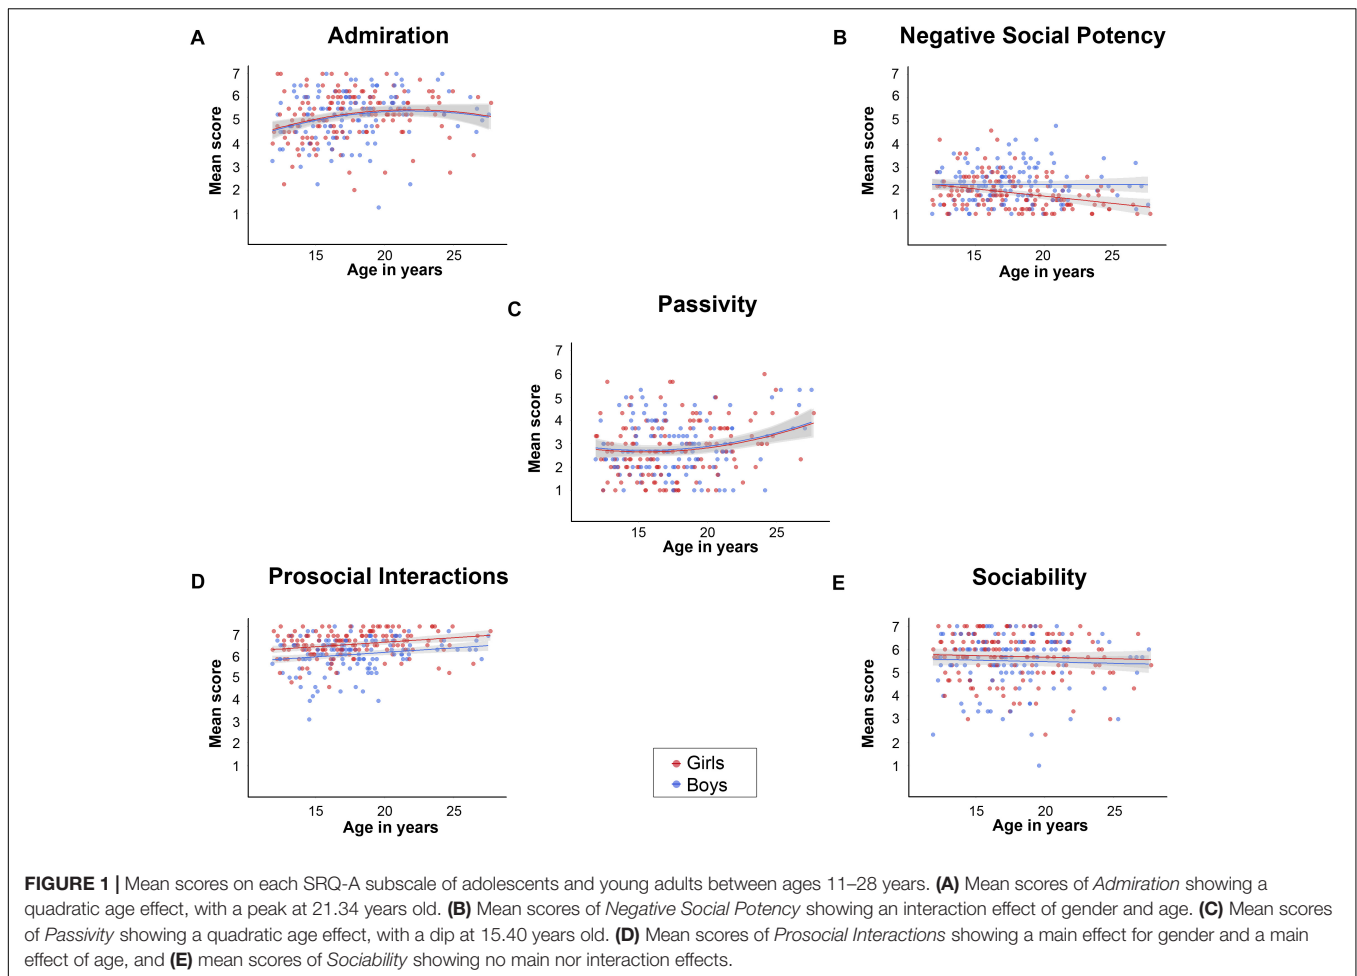 A
Admiration
7
6
5
4
3
2
1
Mean score
15 20 25
Age in years
B
Negative Social Potency
7
6
5
4
3
2
1
Mean score
15 20 25
Age in years
C
Passivity
7
6
5
4
3
2
1
Mean score
15 20 25
Age in years
D
Prosocial Interactions
7
6
5
4
3
2
1
Mean score
15 20 25
Age in years
Girls
Boys
E
Sociability
7
6
5
4
3
2
1
Mean score
15 20 25
Age in years
FIGURE 1 | Mean scores on each SRQ-A subscale of adolescents and young adults between ages 11–28 years. (A) Mean scores of Admiration showing a
quadratic age effect, with a peak at 21.34 years old. (B) Mean scores of Negative Social Potency showing an interaction effect of gender and age. (C) Mean scores
of Passivity showing a quadratic age effect, with a dip at 15.40 years old. (D) Mean scores of Prosocial Interactions showing a main effect for gender and a main
effect of age, and (E) mean scores of Sociability showing no main nor interaction effects.